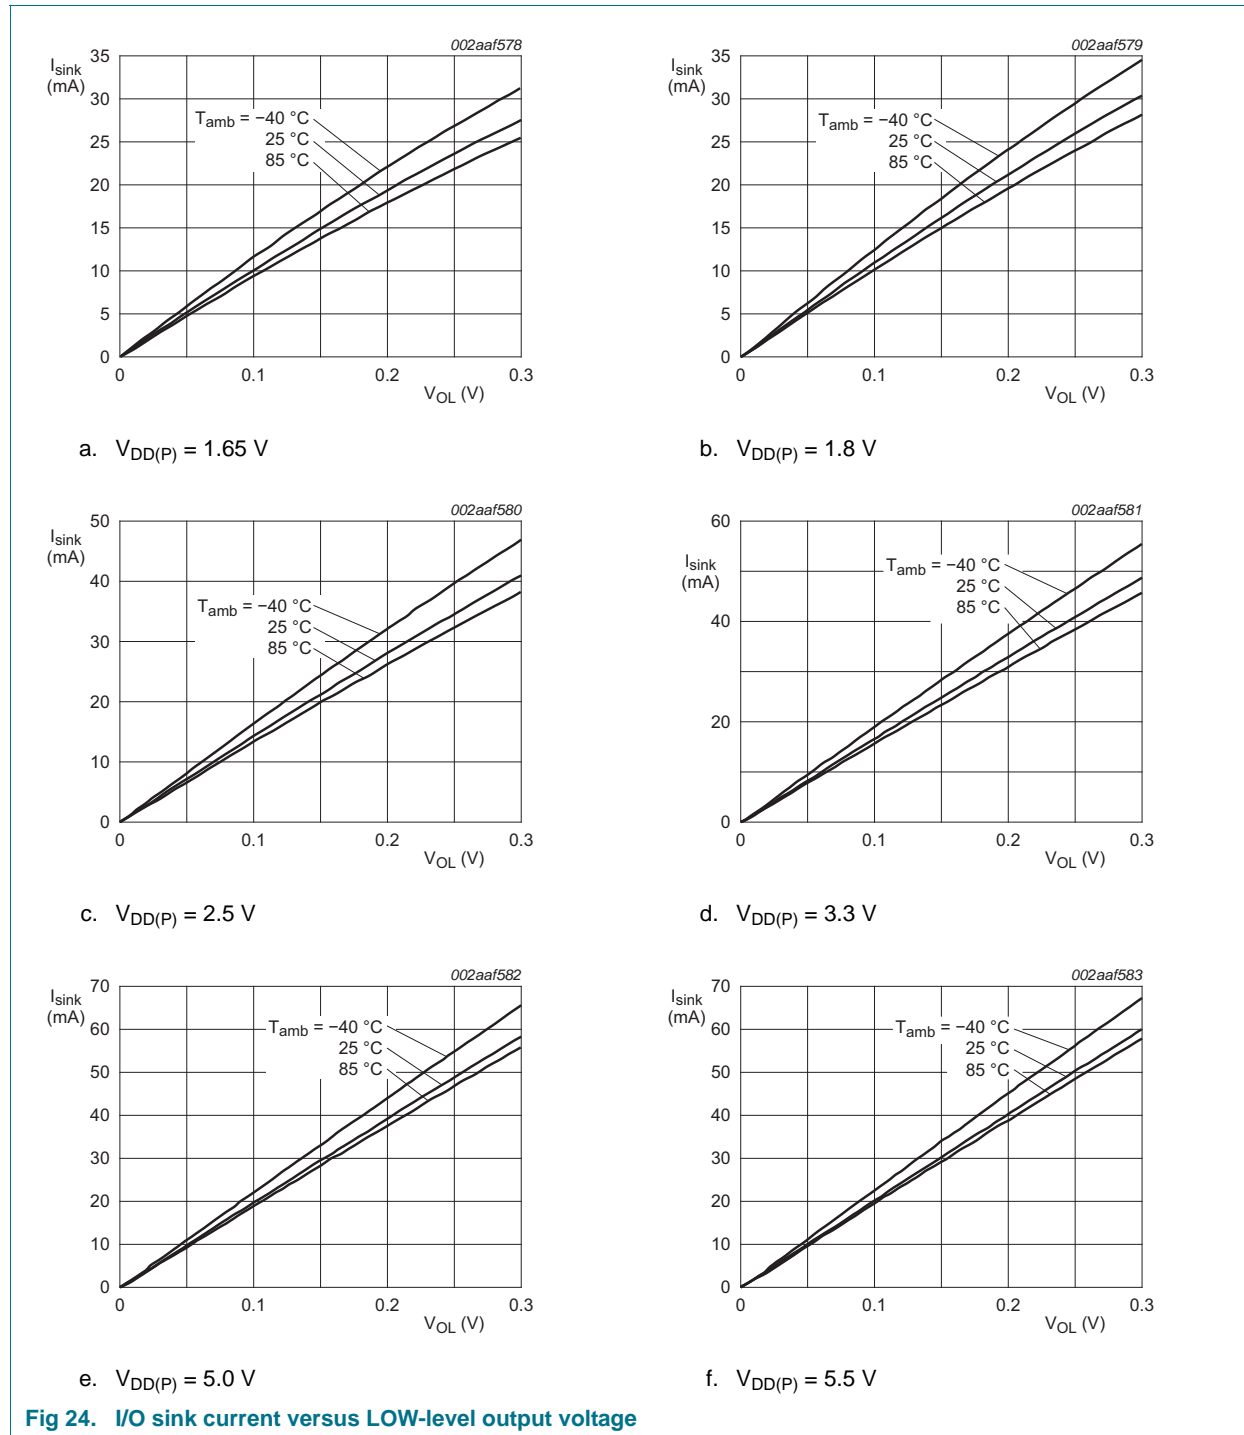 002aaf578
Isink
(mA)
35
30
25
20
15
10
5
0
Tamb = −40 °C
25 °C
85 °C
0 0.1 0.2 0.3
VOL (V)
a. VDD(P) = 1.65 V
002aaf579
Isink
(mA)
35
30
25
20
15
10
5
0
Tamb = −40 °C
25 °C
85 °C
0 0.1 0.2 0.3
VOL (V)
b. VDD(P) = 1.8 V
002aaf580
Isink
(mA)
50
40
30
20
10
0
Tamb = −40 °C
25 °C
85 °C
0 0.1 0.2 0.3
VOL (V)
c. VDD(P) = 2.5 V
002aaf581
Isink
(mA)
60
40
20
0
Tamb = −40 °C
25 °C
85 °C
0 0.1 0.2 0.3
VOL (V)
d. VDD(P) = 3.3 V
002aaf582
Isink
(mA)
70
60
50
40
30
20
10
0
Tamb = −40 °C
25 °C
85 °C
0 0.1 0.2 0.3
VOL (V)
e. VDD(P) = 5.0 V
002aaf583
Isink
(mA)
70
60
50
40
30
20
10
0
Tamb = −40 °C
25 °C
85 °C
0 0.1 0.2 0.3
VOL (V)
f. VDD(P) = 5.5 V
Fig 24. I/O sink current versus LOW-level output voltage